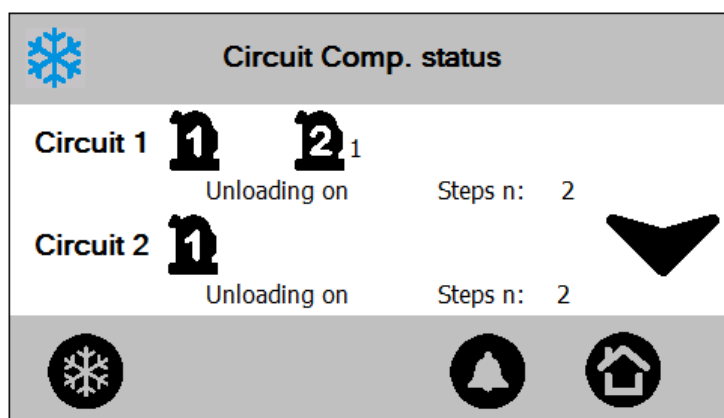 Circuit Comp. status
Circuit 1 1 2 1
Unloading on Steps n: 2
Circuit 2 1
Unloading on Steps n: 2